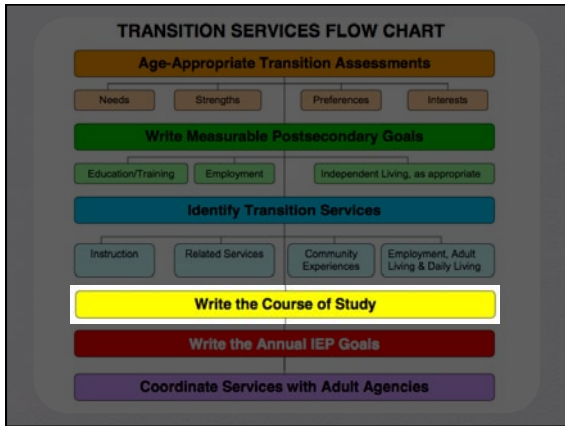 TRANSITION SERVICES FLOW CHART
Age-Appropriate Transition Assessments
Needs
Strengths
Preferences
Interests
Write Measurable Postsecondary Goals
Education/Training
Employment
Independent Living, as appropriate
Identify Transition Services
Instruction
Related Services
Community
Experiences
Employment, Adult
Living & Daily Living
Write the Course of Study
Write the Annual IEP Goals
Coordinate Services with Adult Agencies